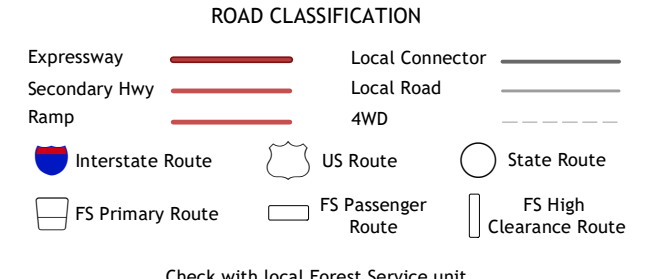 ROAD CLASSIFICATION
Expressway
Local Connector
Secondary Hwy
Local Road
Ramp
4WD
Interstate Route
US Route
State Route
FS Primary Route
FS Passenger
Route
FS High
Clearance Route
Check with local Forest Service unit